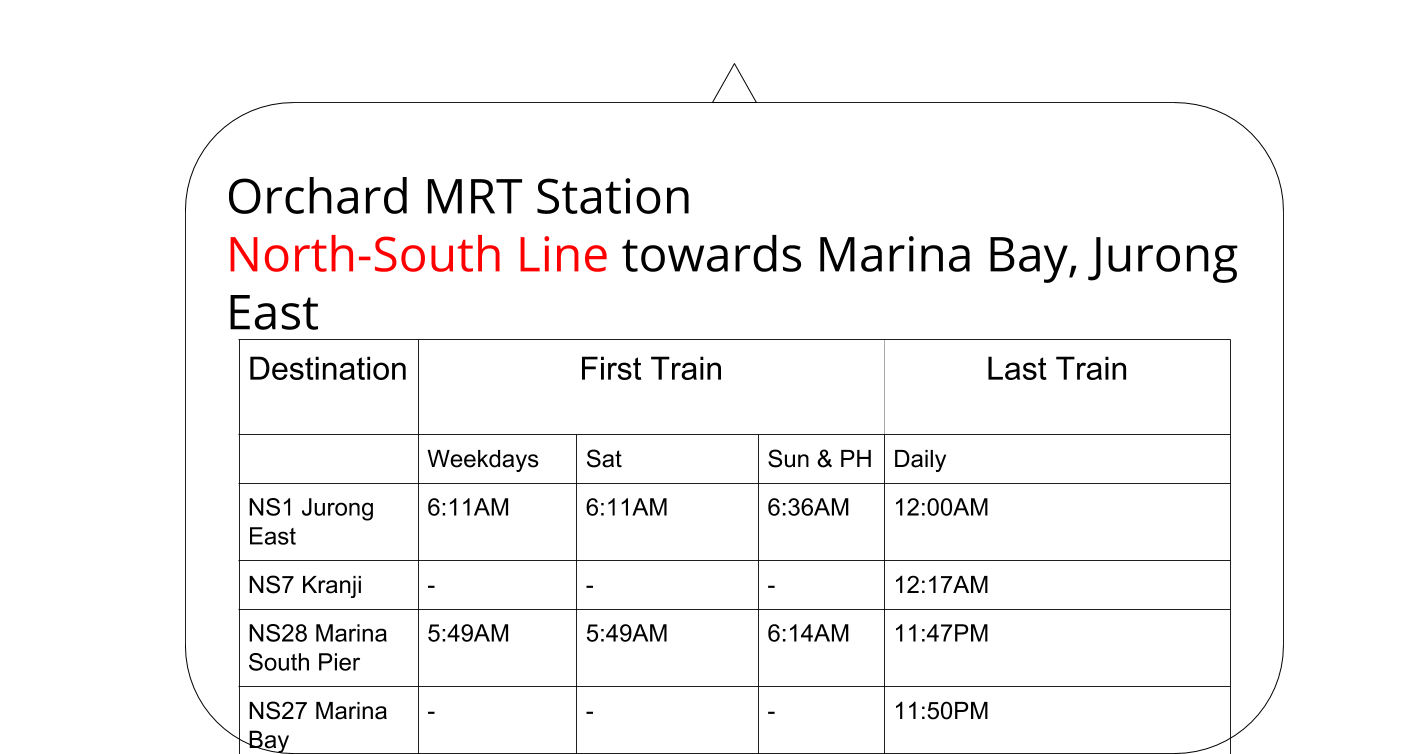 Orchard MRT Station
North-South Line towards Marina Bay, Jurong
East
Destination First Train Last Train
Weekdays Sat Sun & PH Daily
NS1 Jurong 6:11AM 6:11AM 6:36AM 12:00AM
East
NS7 Kranji - - - 12:17AM
NS28 Marina 5:49AM 5:49AM 6:14AM 11:47PM
South Pier
NS27 Marina - - - 11:50PM
Bay